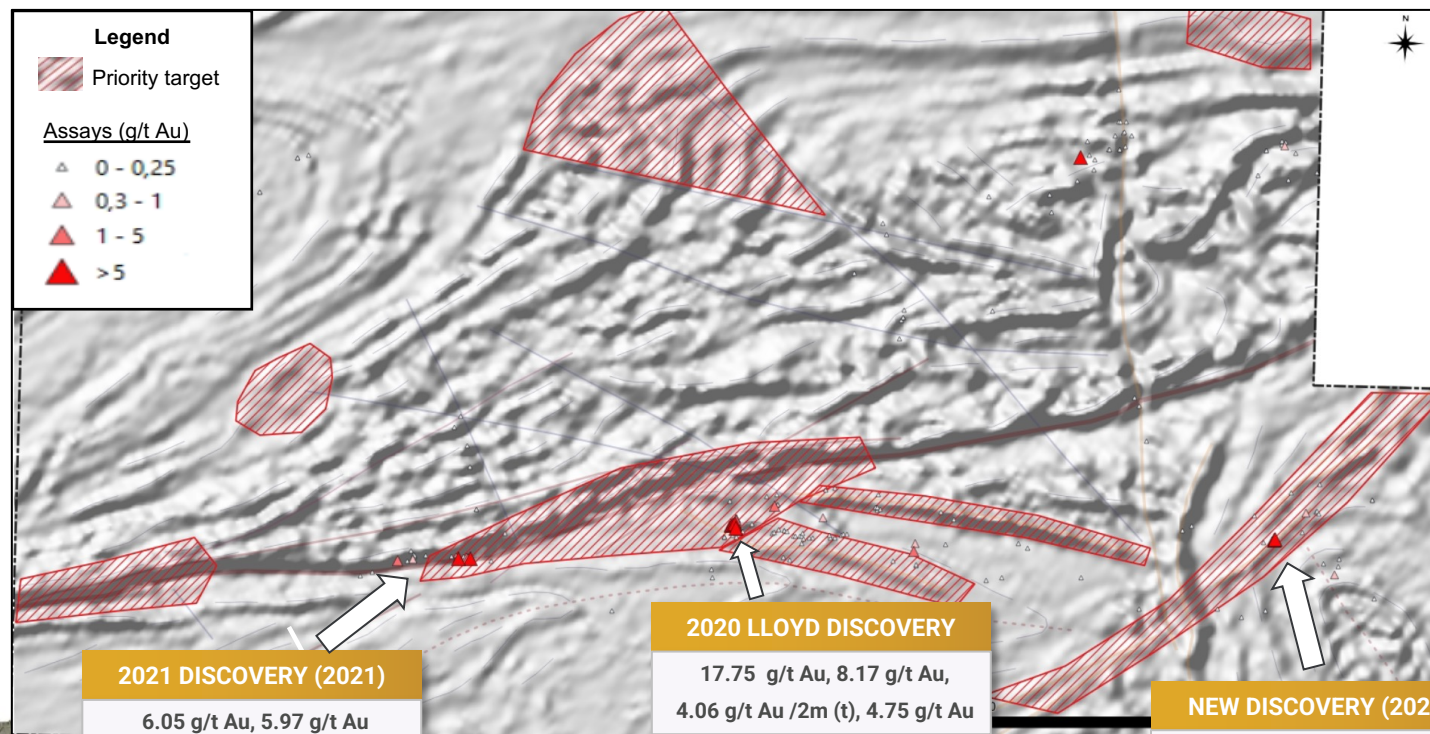 Legend
Priority target
Assays (g/t Au)
0 - 0,25
0,3 - 1
1 - 5
>5
N
2021 DISCOVERY (2021)
6.05 g/t Au, 5.97 g/t Au
2020 LLOYD DISCOVERY
17.75 g/t Au, 8.17 g/t Au,
4.06 g/t Au /2m (t), 4.75 g/t Au
NEW DISCOVERY (202